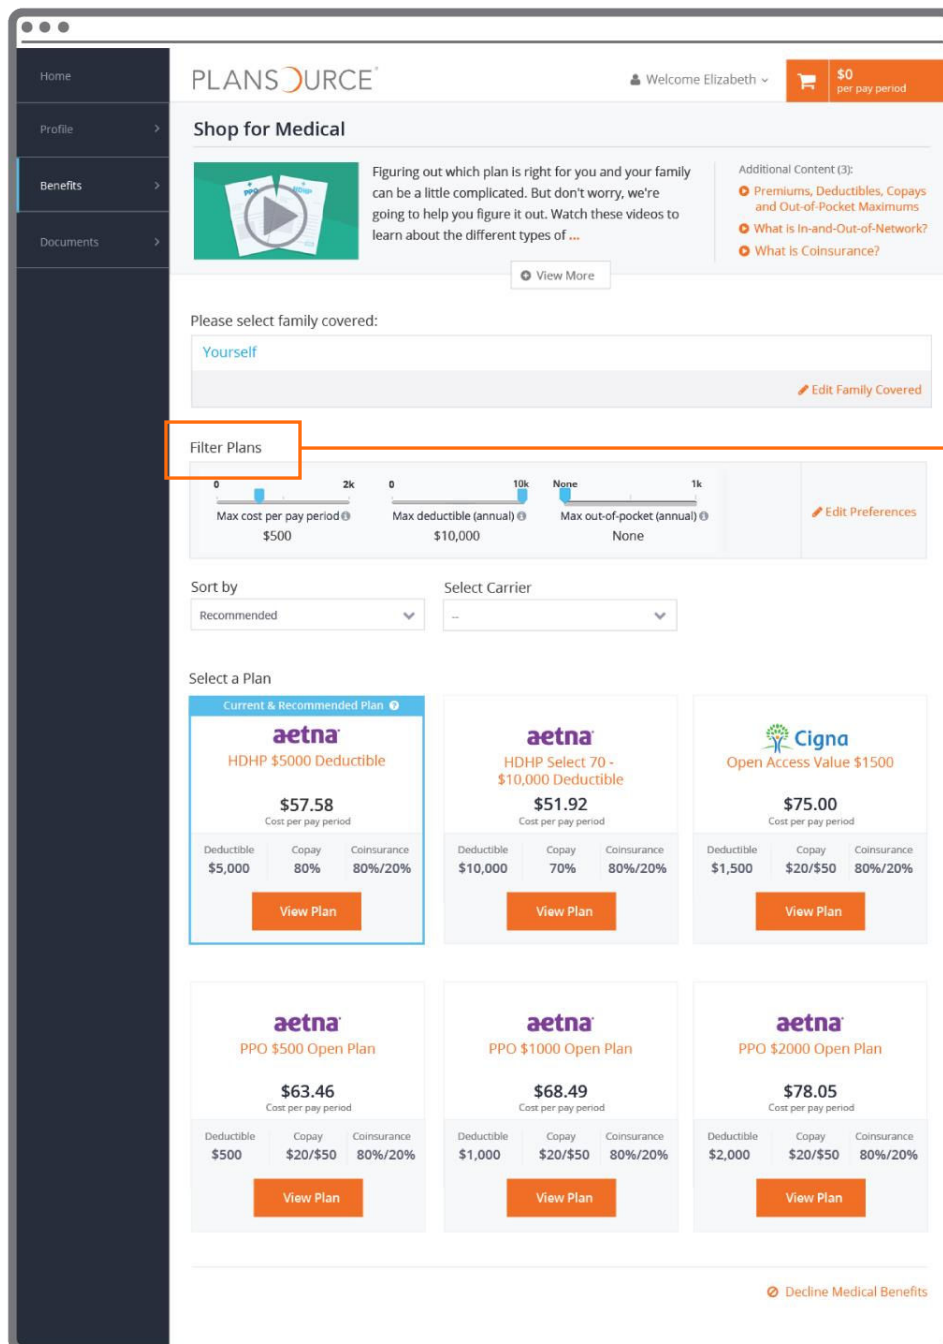 Home
Profile
Benefits
Documents
PLANSOURCE
Welcome Elizabeth
$0
per pay period
Shop for Medical
PPO
HDHP
Figuring out which plan is right for you and your family
can be a little complicated. But don't worry, we're
going to help you figure it out. Watch these videos to
learn about the different types of ...
Additional Content (3):
Premiums, Deductibles, Copays
and Out-of-Pocket Maximums
What is In-and-Out-of-Network?
What is Coinsurance?
View More
Please select family covered:
Yourself
Edit Family Covered
Filter Plans
0 2k 0 10k None 1k
Max cost per pay period Max deductible (annual) Max out-of-pocket (annual)
$500 $10,000 None
Edit Preferences
Sort by Select Carrier
Recommended --
Select a Plan
Current & Recommended Plan
aetna
HDHP $5000 Deductible
$57.58
Cost per pay period
Deductible Copay Coinsurance
$5,000 80% 80%/20%
View Plan
aetna
HDHP Select 70 -
$10,000 Deductible
$51.92
Cost per pay period
Deductible Copay Coinsurance
$10,000 70% 80%/20%
View Plan
Cigna
Open Access Value $1500
$75.00
Cost per pay period
Deductible Copay Coinsurance
$1,500 $20/$50 80%/20%
View Plan
aetna
PPO $500 Open Plan
$63.46
Cost per pay period
Deductible Copay Coinsurance
$500 $20/$50 80%/20%
View Plan
aetna
PPO $1000 Open Plan
$68.49
Cost per pay period
Deductible Copay Coinsurance
$1,000 $20/$50 80%/20%
View Plan
aetna
PPO $2000 Open Plan
$78.05
Cost per pay period
Deductible Copay Coinsurance
$2,000 $20/$50 80%/20%
View Plan
Decline Medical Benefits